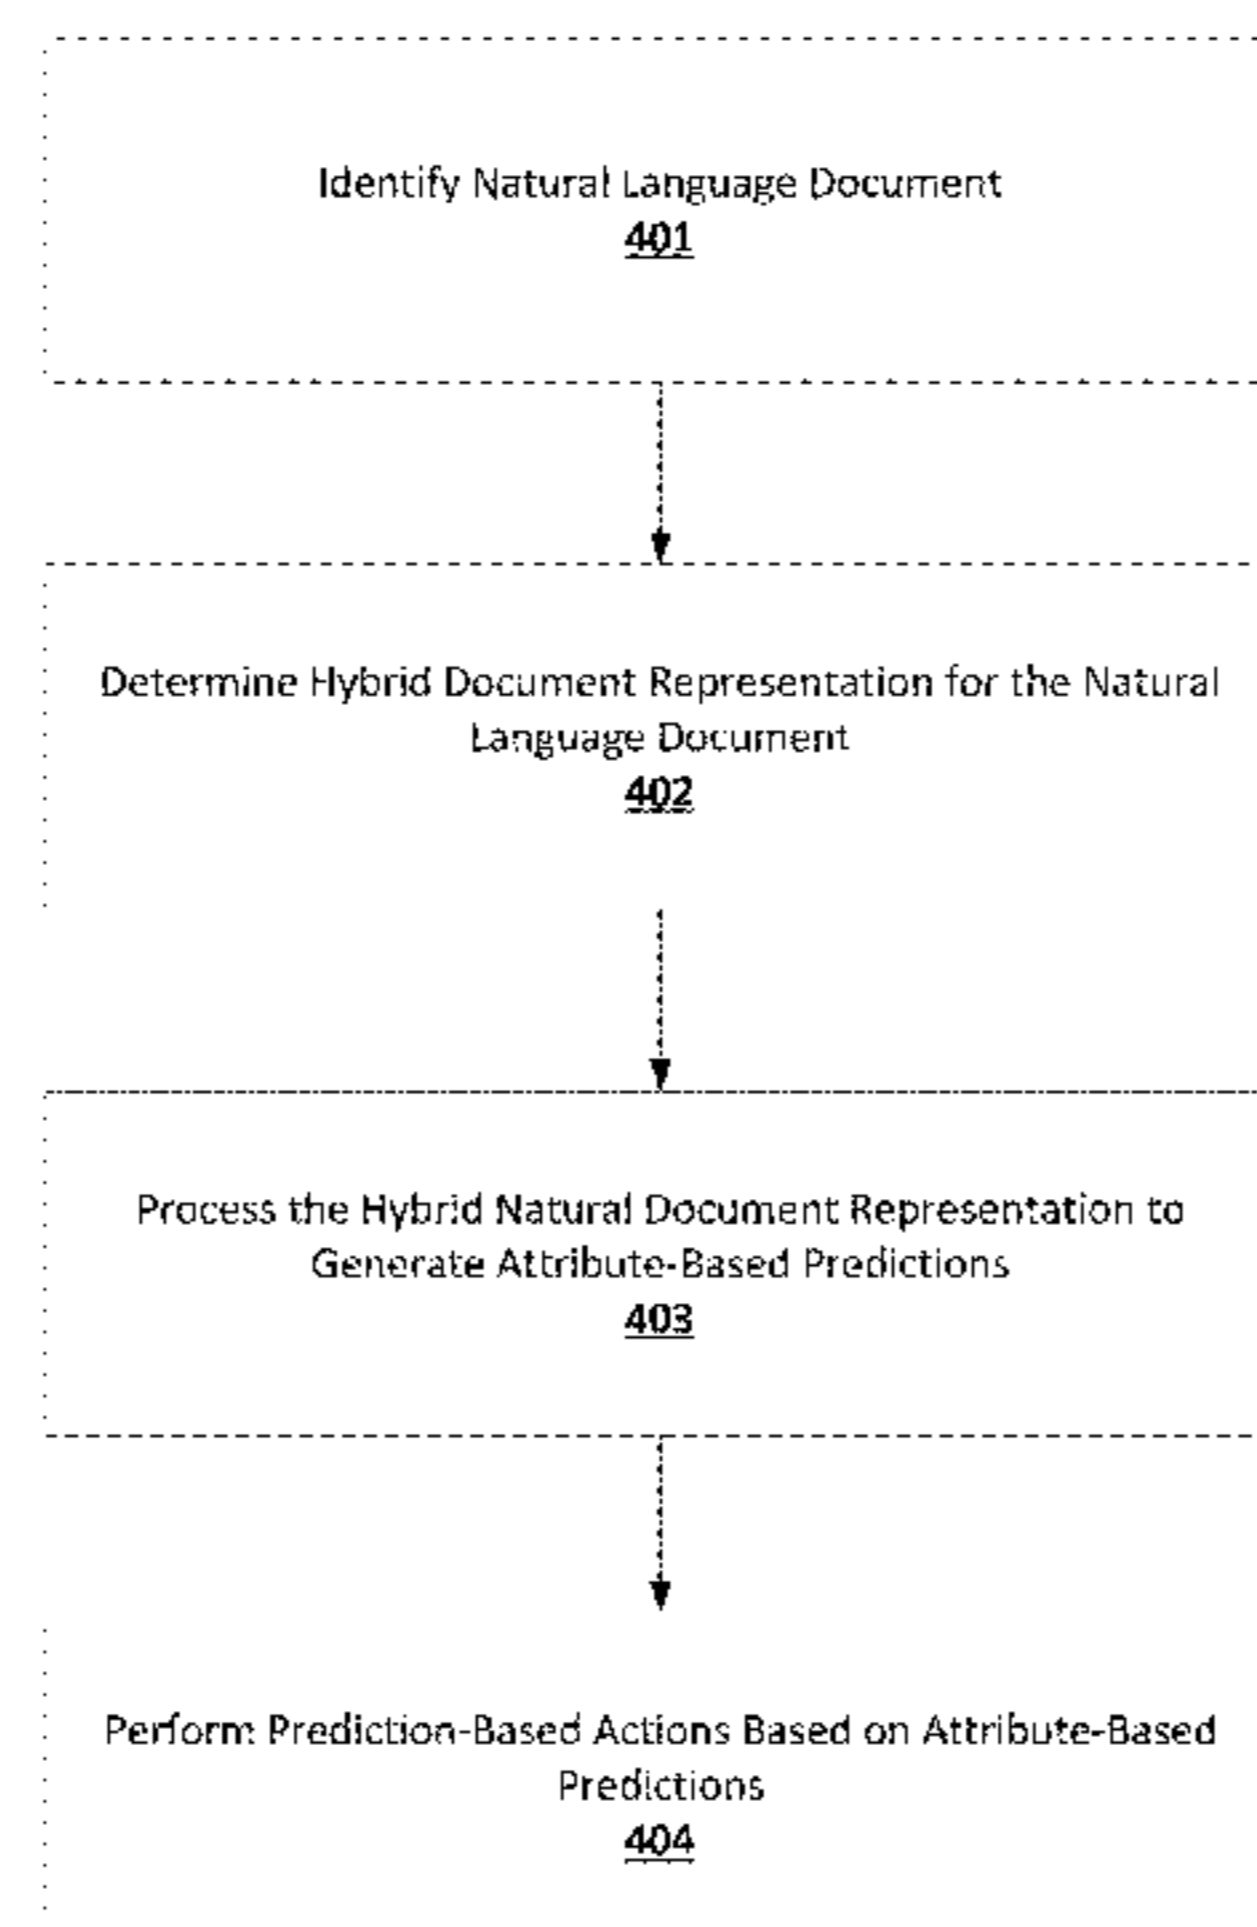 Identify Natural Language Document
401
Determine Hybrid Document Representation for the Natural
Language Document
402
Process the Hybrid Natural Document Representation to
Generate Attribute-Based Predictions
403
Perform Prediction-Based Actions Based on Attribute-Based
Predictions
404